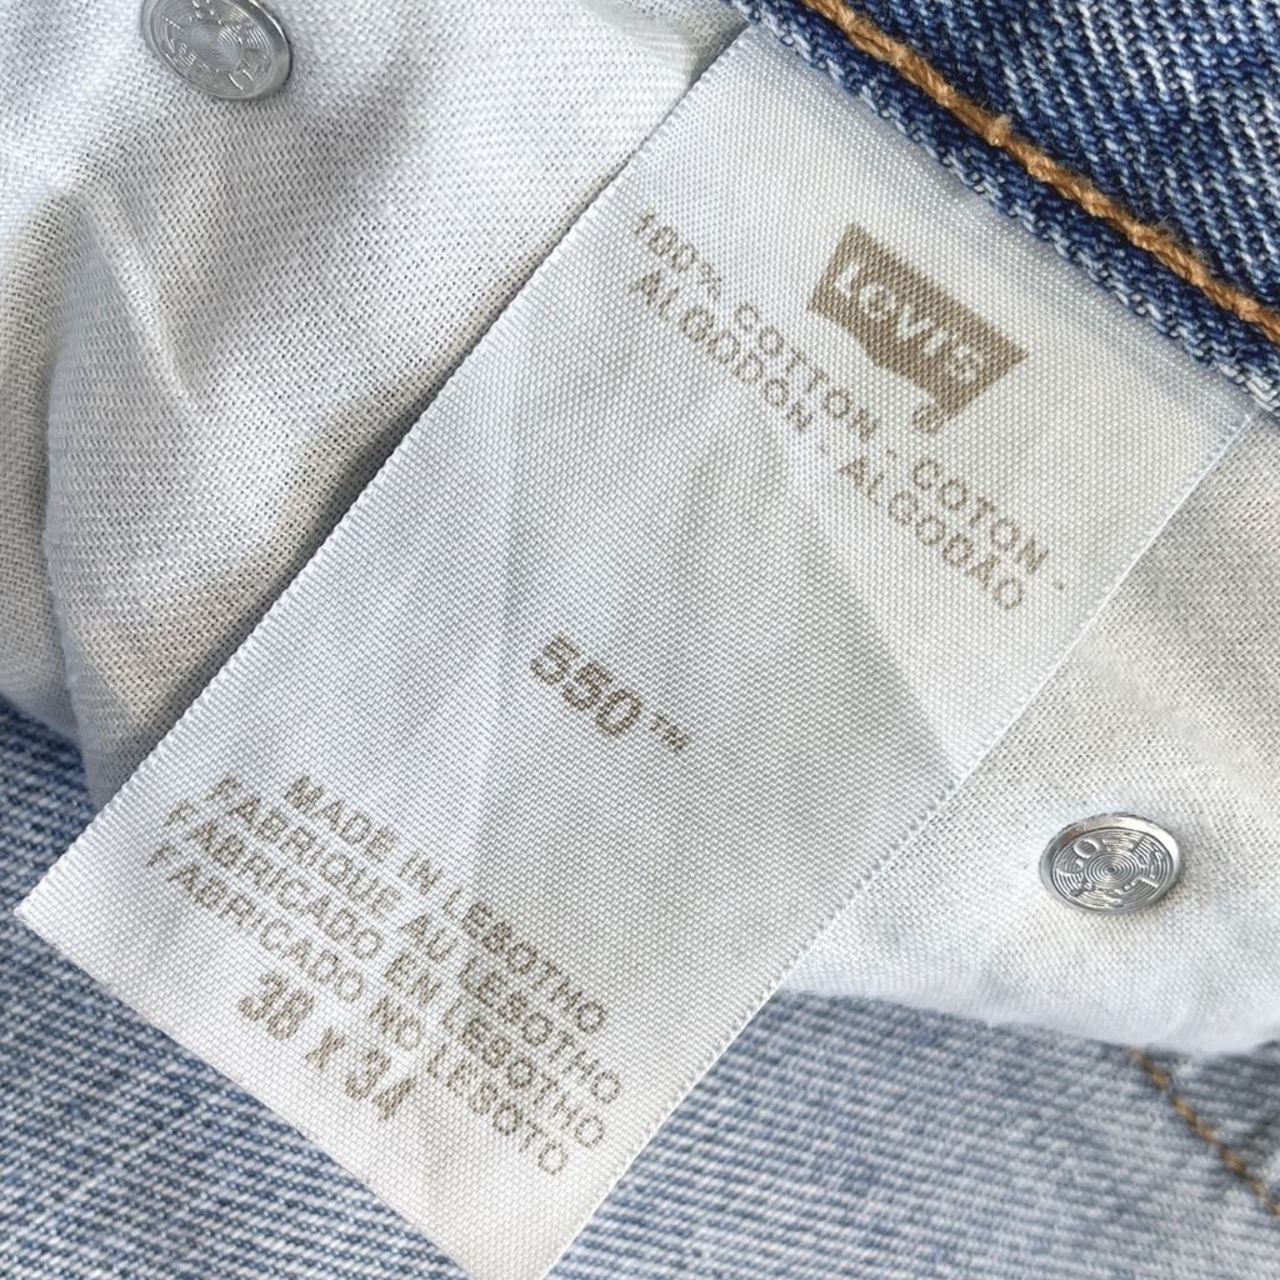 LEVI'S
®
100% COTTON - COTON -
ALGODON - ALGODÃO
550™
MADE IN LESOTHO
FABRIQUE AU LESOTHO
FABRICADO EN LESOTHO
FABRICADO NO LESOTO
38 X 34